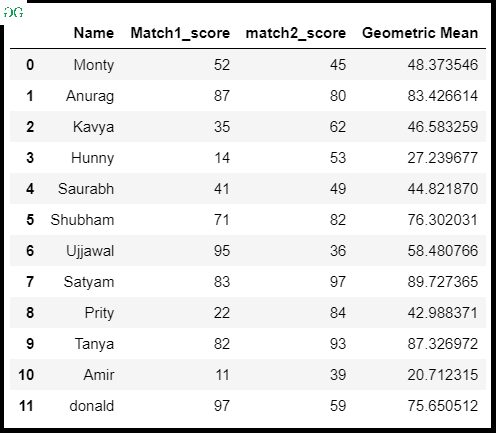 GG
Name Match1_score match2_score Geometric Mean
0 Monty 52 45 48.373546
1 Anurag 87 80 83.426614
2 Kavya 35 62 46.583259
3 Hunny 14 53 27.239677
4 Saurabh 41 49 44.821870
5 Shubham 71 82 76.302031
6 Ujjawal 95 36 58.480766
7 Satyam 83 97 89.727365
8 Prity 22 84 42.988371
9 Tanya 82 93 87.326972
10 Amir 11 39 20.712315
11 donald 97 59 75.650512